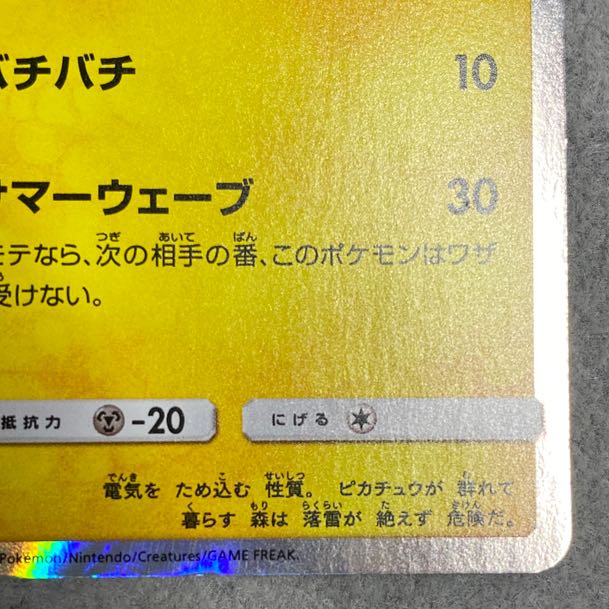 バチバチ 10
サマーウェーブ 30
モテなら、次の相手の番、このポケモンはワザ
受けない。
抵抗力 -20 にげる
電気を ため込む 性質。 ピカチュウが 群れて
暮らす 森は 落雷が 絶えず 危険だ。
Pokémon/Nintendo/Creatures/GAME FREAK.